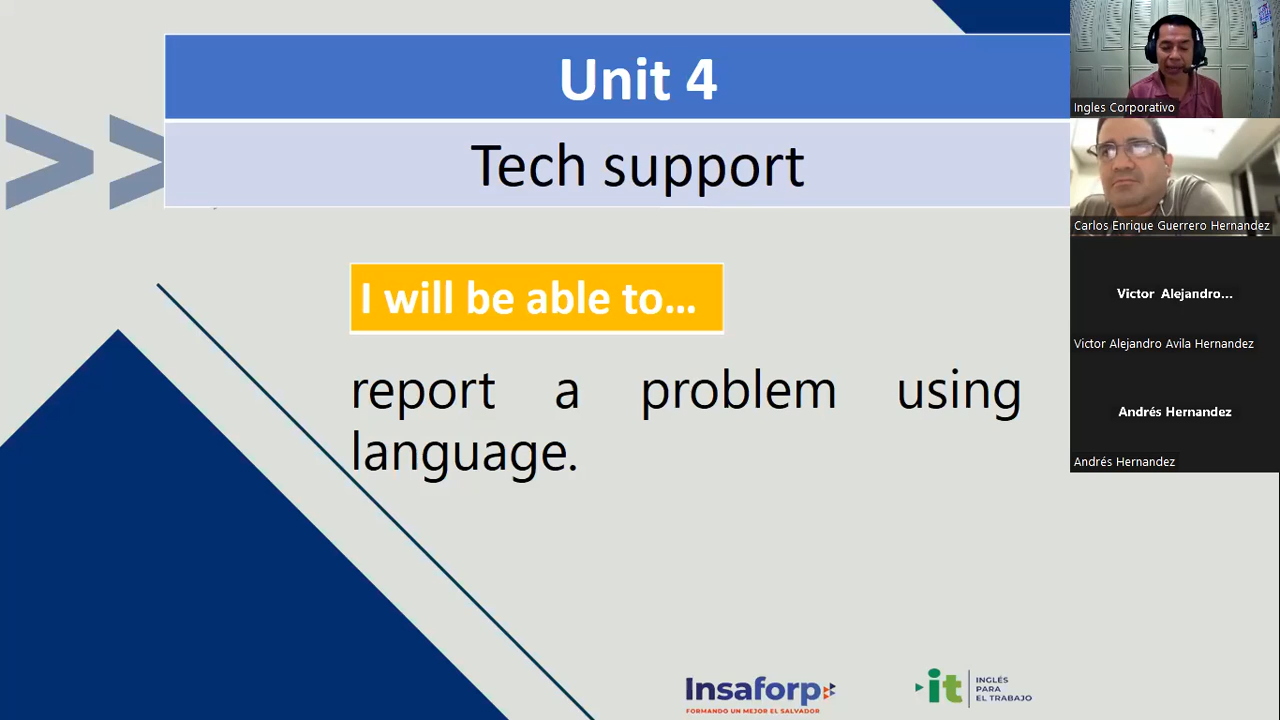 Unit 4
Tech support
I will be able to...
report a problem using
language.
Insaforp
FORMANDO UN MEJOR EL SALVADOR
it
INGLÉS
PARA
EL TRABAJO
Ingles Corporativo
Carlos Enrique Guerrero Hernandez
Victor Alejandro...
Victor Alejandro Avila Hernandez
Andrés Hernandez
Andrés Hernandez